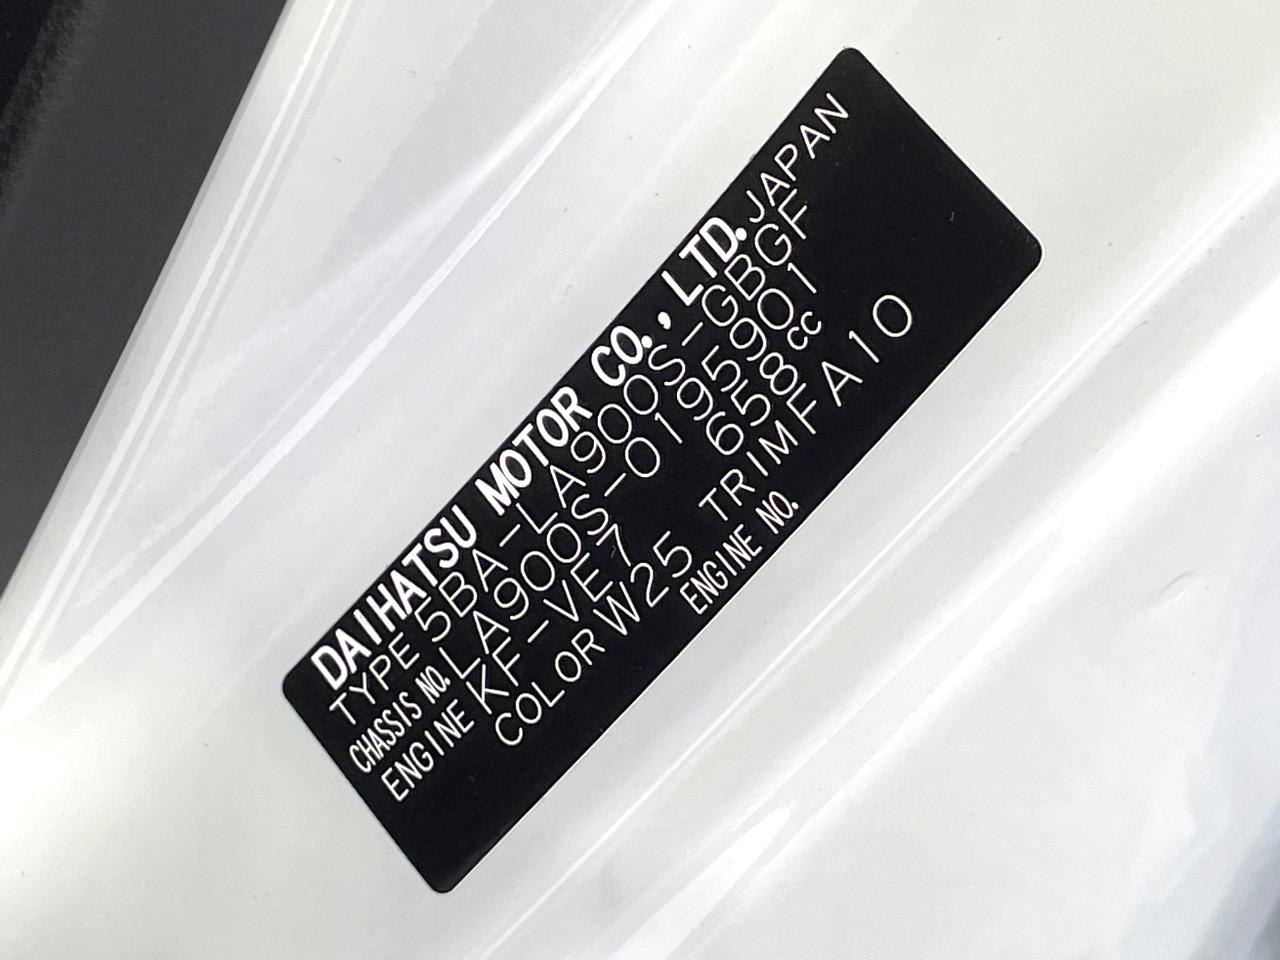 DAIHATSU MOTOR CO., LTD. JAPAN
TYPE 5BA-LA900S-GBGF
CHASSIS NO. LA900S-0195901
ENGINE KF-VE7 658cc
COLOR W25 TRIM FA10
ENGINE NO.